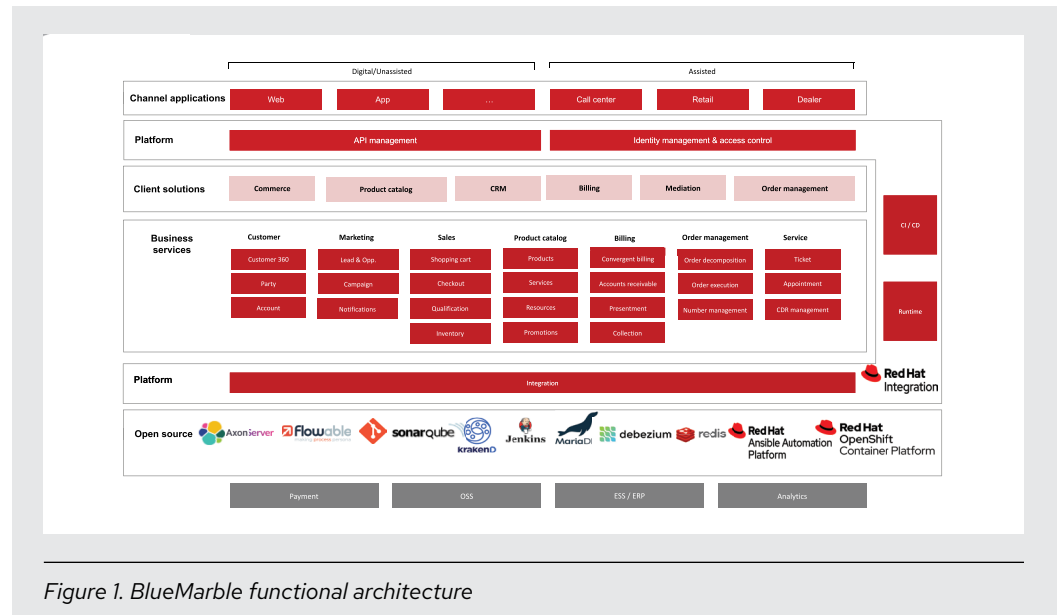 Digital/Unassisted
Assisted
Channel applications
Web
App
...
Call center
Retail
Dealer
Platform
API management
Identity management & access control
Client solutions
Commerce
Product catalog
CRM
Billing
Mediation
Order management
CI / CD
Runtime
Business
services
Customer
Customer 360
Party
Account
Marketing
Lead & Opp.
Campaign
Notifications
Sales
Shopping cart
Checkout
Qualification
Inventory
Product catalog
Products
Services
Resources
Promotions
Billing
Convergent billing
Accounts receivable
Presentment
Collection
Order management
Order decomposition
Order execution
Number management
Service
Ticket
Appointment
CDR management
Platform
Integration
Red Hat
Integration
Open source
AxonServer
flowable
sonarqube
krakenD
Jenkins
MariaD
debezium
redis
Red Hat
Ansible Automation
Platform
Red Hat
OpenShift
Container Platform
Payment
OSS
ESS / ERP
Analytics
Figure 1. BlueMarble functional architecture